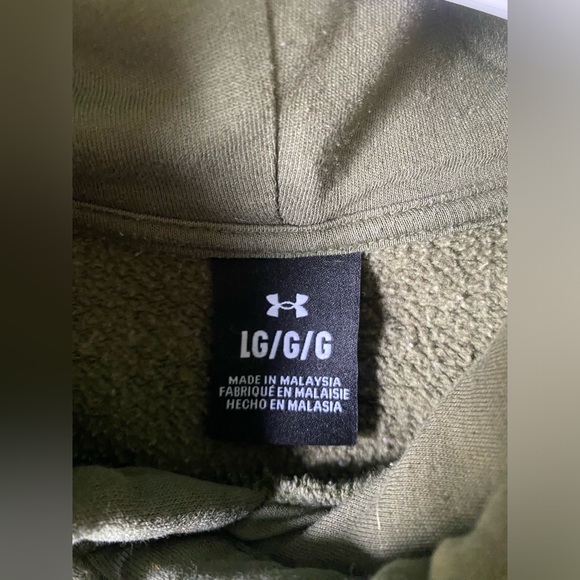 LG/G/G
MADE IN MALAYSIA
FABRIQUÉ EN MALAISIE
HECHO EN MALASIA